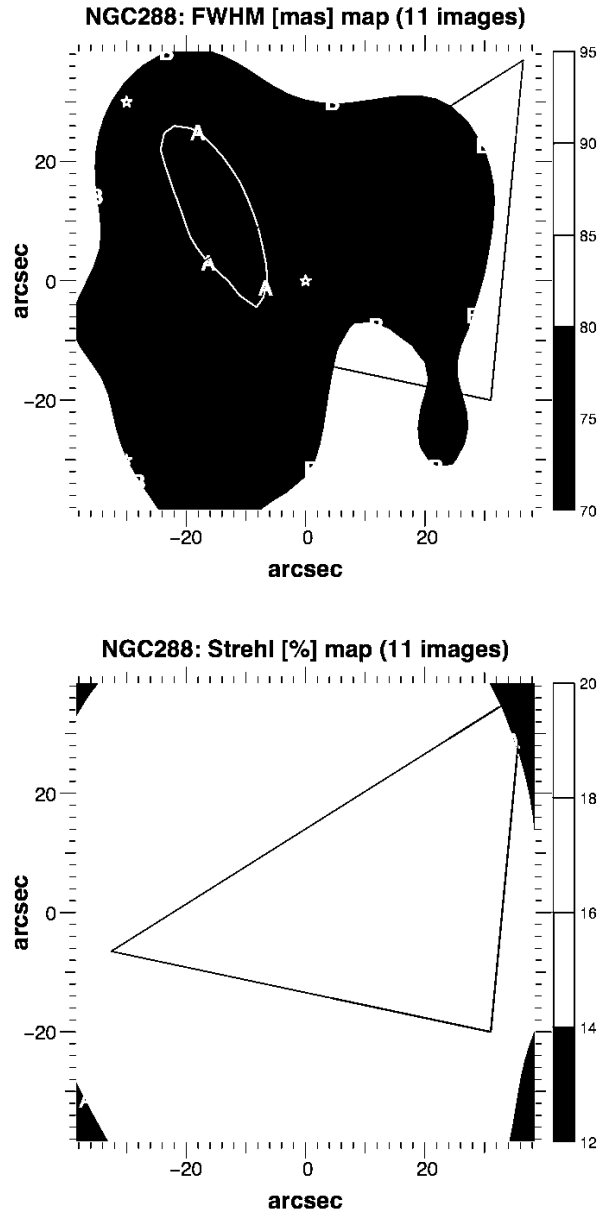 NGC288: FWHM [mas] map (11 images)
95
90
85
80
75
70
20
0
−20
arcsec
A
A
A
B
−20 0 20
arcsec
NGC288: Strehl [%] map (11 images)
20
18
16
14
12
20
0
−20
arcsec
−20 0 20
arcsec